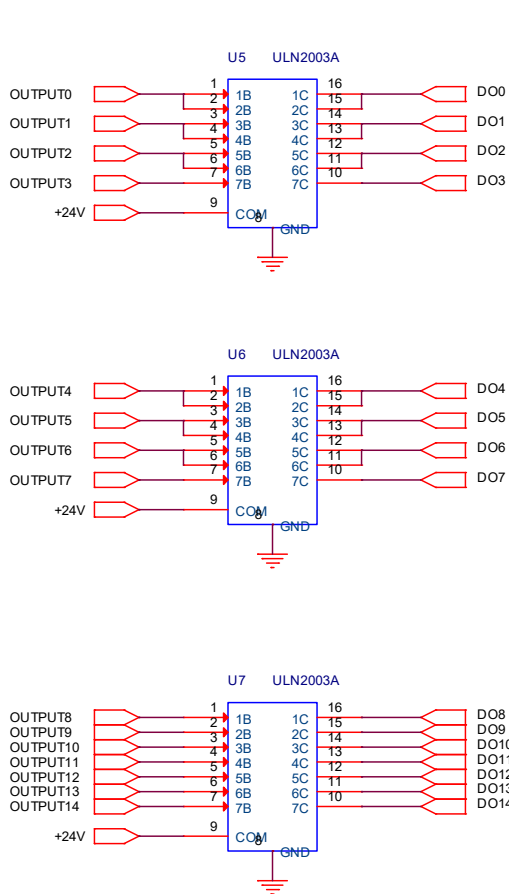 U5 ULN2003A
1 16
OUTPUT0 1B 1C DO0
2 15
2B 2C
3 14
OUTPUT1 3B 3C DO1
4 13
4B 4C
5 12
OUTPUT2 5B 5C DO2
6 11
6B 6C
7 10
OUTPUT3 7B 7C DO3
9
+24V COM
8
GND
U6 ULN2003A
1 16
OUTPUT4 1B 1C DO4
2 15
2B 2C
3 14
OUTPUT5 3B 3C DO5
4 13
4B 4C
5 12
OUTPUT6 5B 5C DO6
6 11
6B 6C
7 10
OUTPUT7 7B 7C DO7
9
+24V COM
8
GND
U7 ULN2003A
1 16
OUTPUT8 1B 1C DO8
2 15
OUTPUT9 2B 2C DO9
3 14
OUTPUT10 3B 3C DO10
4 13
OUTPUT11 4B 4C DO11
5 12
OUTPUT12 5B 5C DO12
6 11
OUTPUT13 6B 6C DO13
7 10
OUTPUT14 7B 7C DO14
9
+24V COM
8
GND